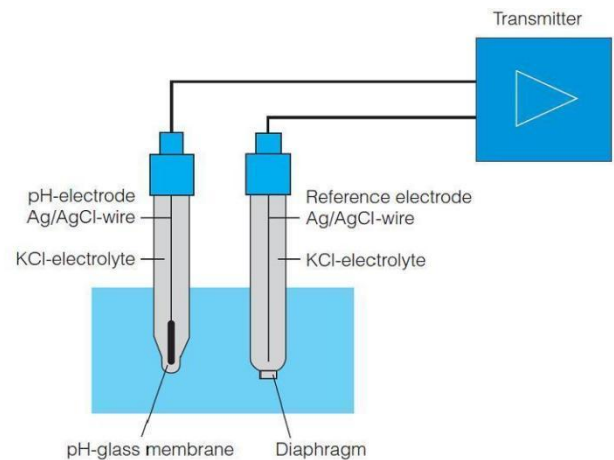 Transmitter
pH-electrode
Ag/AgCl-wire
KCl-electrolyte
Reference electrode
Ag/AgCl-wire
KCl-electrolyte
pH-glass membrane
Diaphragm